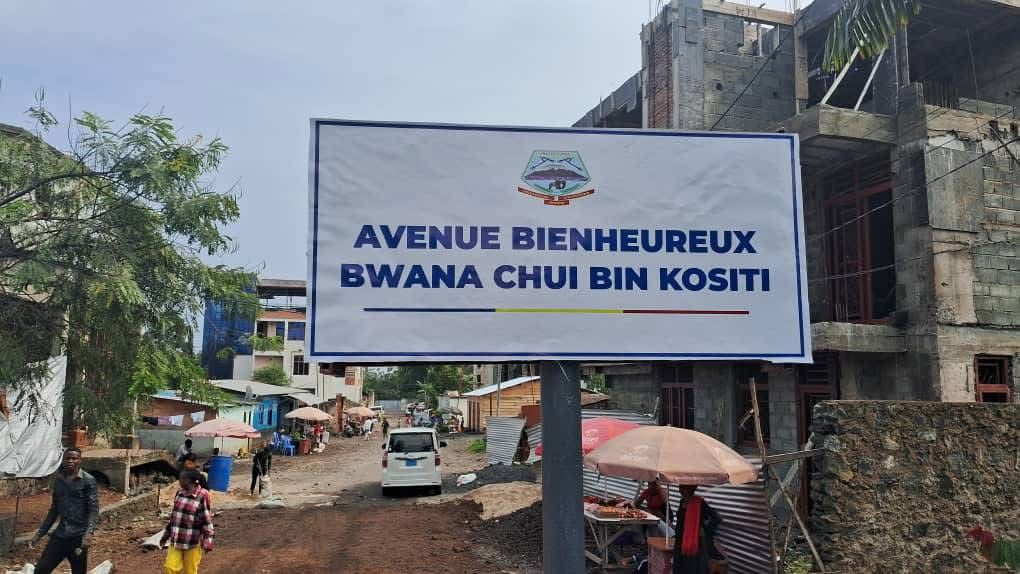 AVENUE BIENHEUREUX
BWANA CHUI BIN KOSITI